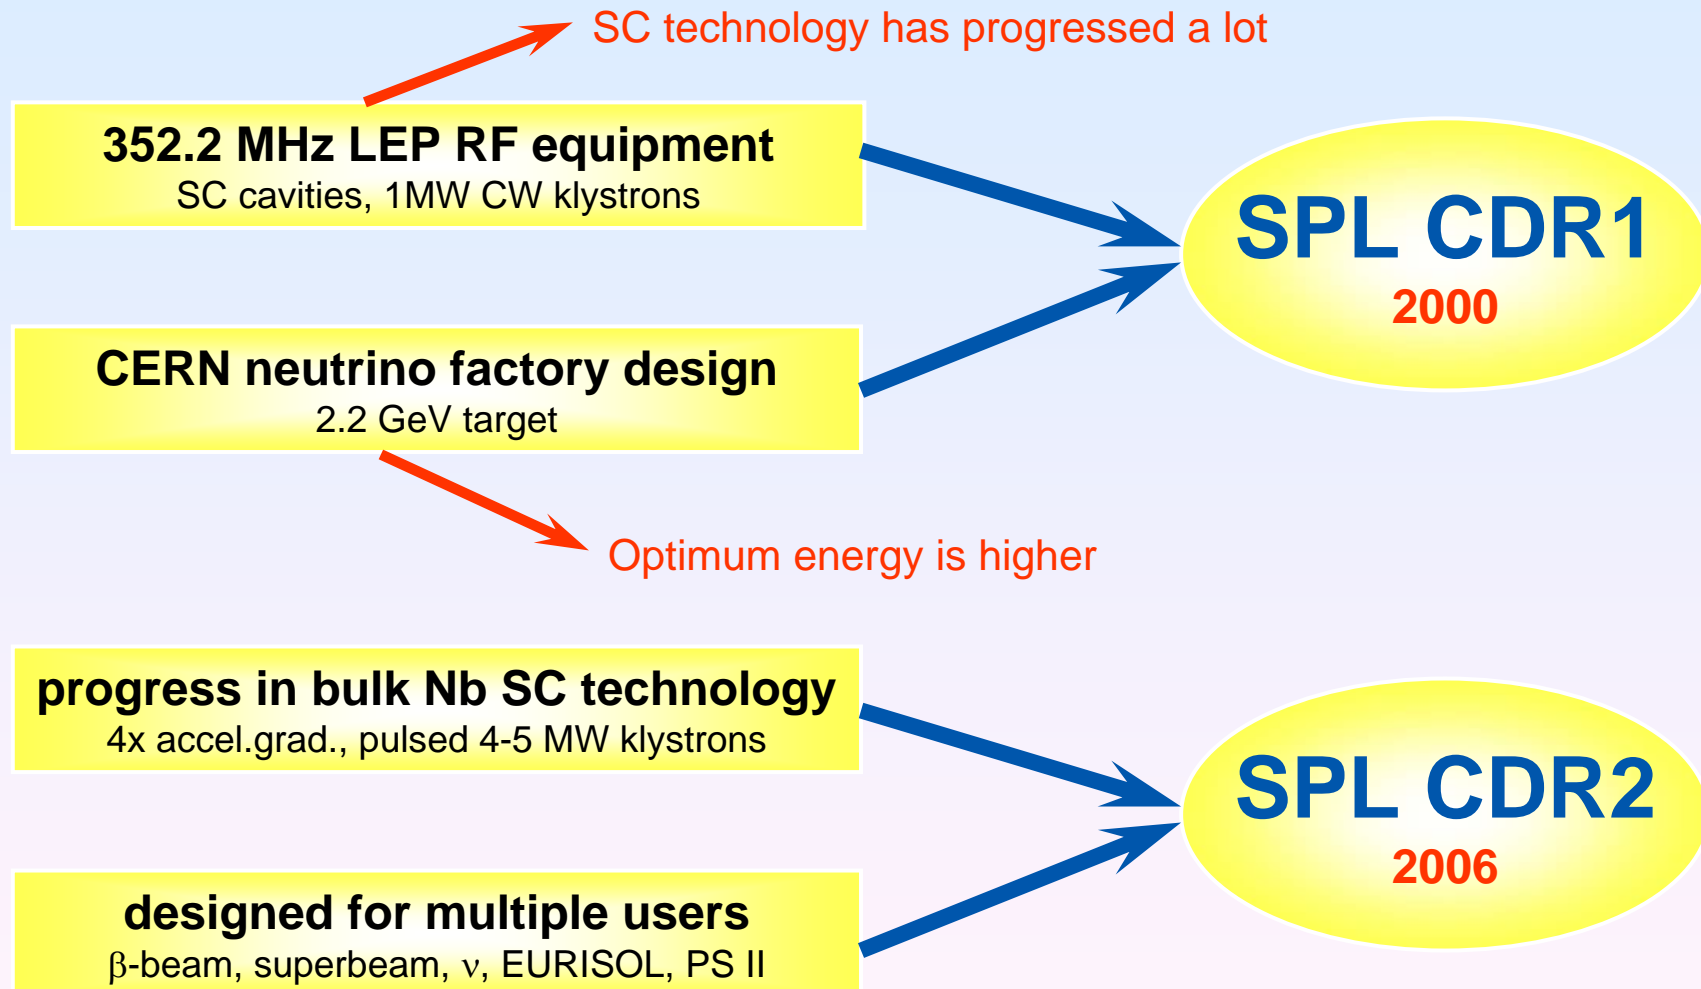 SC technology has progressed a lot
352.2 MHz LEP RF equipment
SC cavities, 1MW CW klystrons
SPL CDR1
2000
CERN neutrino factory design
2.2 GeV target
Optimum energy is higher
progress in bulk Nb SC technology
4x accel.grad., pulsed 4-5 MW klystrons
SPL CDR2
2006
designed for multiple users
β-beam, superbeam, ν, EURISOL, PS II